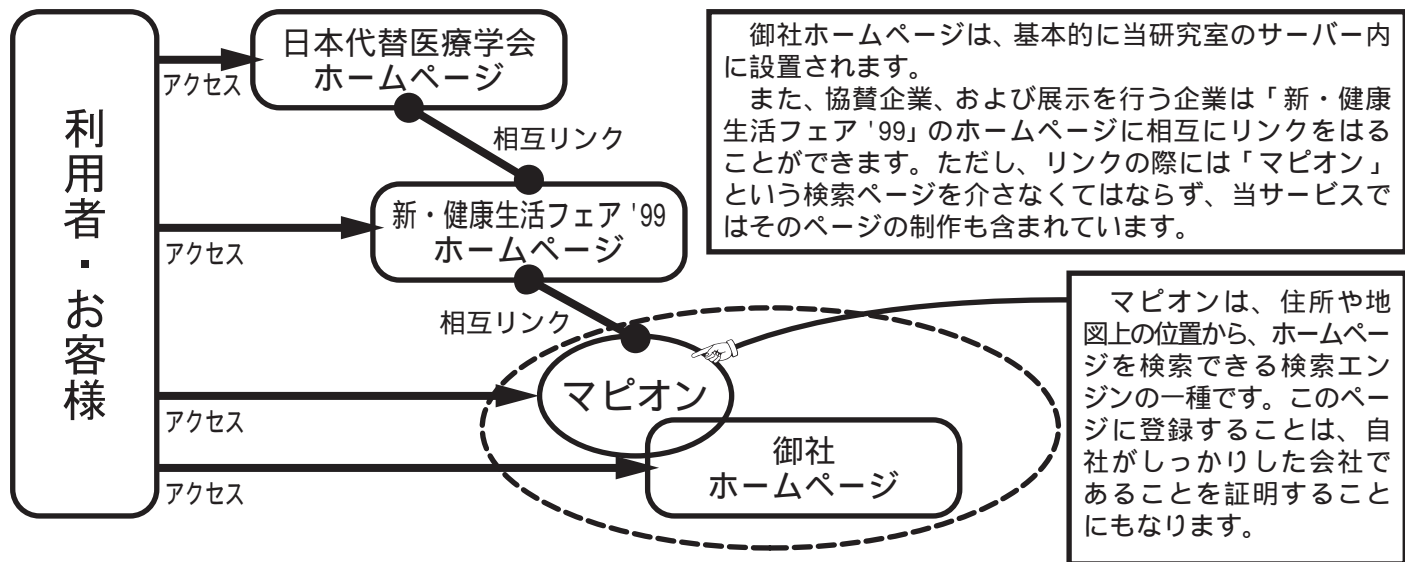 利用者・お客様
アクセス
日本代替医療学会
ホームページ
相互リンク
アクセス
新・健康生活フェア '99
ホームページ
相互リンク
アクセス
マピオン
アクセス
御社
ホームページ
御社ホームページは、基本的に当研究室のサーバー内
に設置されます。
また、協賛企業、および展示を行う企業は「新・健康
生活フェア '99」のホームページに相互にリンクをはる
ことができます。ただし、リンクの際には「マピオン」
という検索ページを介さなくてはならず、当サービスで
はそのページの制作も含まれています。
マピオンは、住所や地
図上の位置から、ホームペー
ジを検索できる検索エン
ジンの一種です。このペー
ジに登録することは、自
社がしっかりした会社で
あることを証明すること
にもなります。